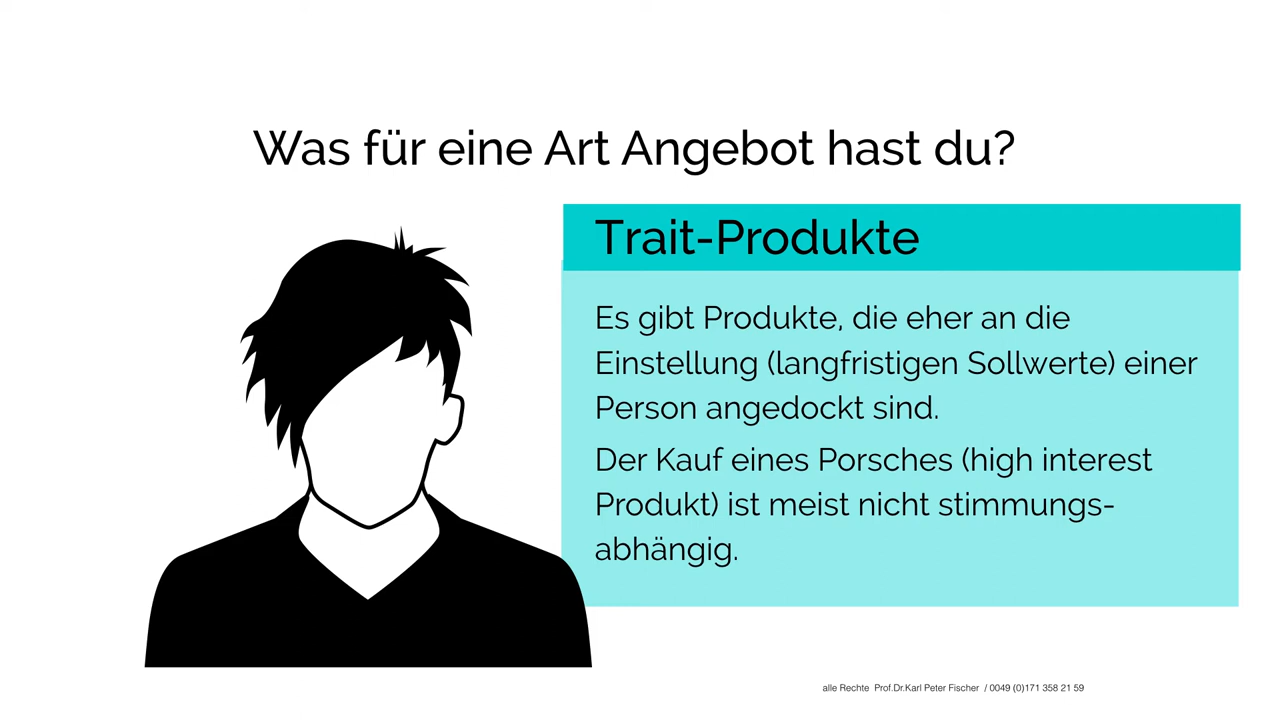 Was für eine Art Angebot hast du?
Trait-Produkte
Es gibt Produkte, die eher an die
Einstellung (langfristigen Sollwerte) einer
Person angedockt sind.
Der Kauf eines Porsches (high interest
Produkt) ist meist nicht stimmungs-
abhängig.
alle Rechte Prof.Dr.Karl Peter Fischer / 0049 (0)171 358 21 59